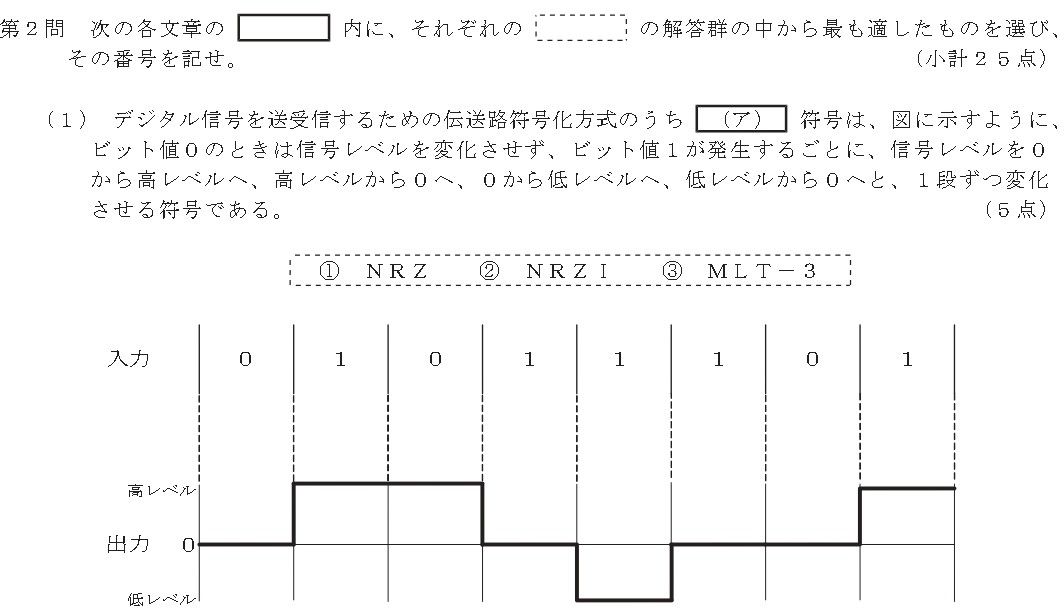 第２問　次の各文章の　　　　内に、それぞれの　　　　の解答群の中から最も適したものを選び、
その番号を記せ。　（小計２５点）
（１）　デジタル信号を送受信するための伝送路符号化方式のうち　（ア）　符号は、図に示すように、
ビット値０のときは信号レベルを変化させず、ビット値１が発生するごとに、信号レベルを０
から高レベルへ、高レベルから０へ、０から低レベルへ、低レベルから０へと、１段ずつ変化
させる符号である。　（５点）
①　ＮＲＺ　②　ＮＲＺＩ　③　ＭＬＴ－３
入力　０　１　０　１　１　１　０　１
高レベル
出力　０
低レベル